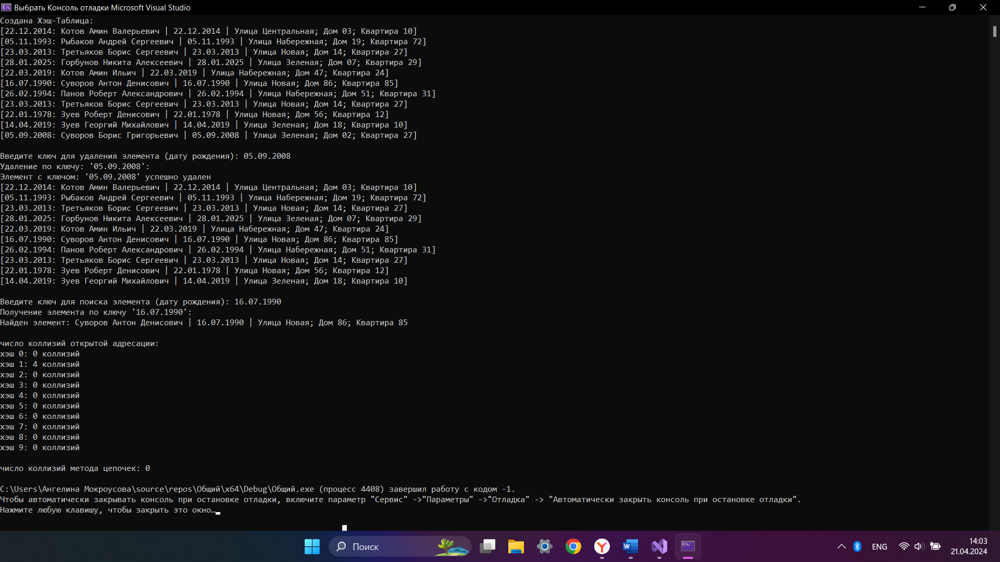 Выбрать Консоль отладки Microsoft Visual Studio
Создана Хэш-Таблица:
[22.12.2014: Котов Амин Валерьевич | 22.12.2014 | Улица Центральная; Дом 03; Квартира 10]
[05.11.1993: Рыбаков Андрей Сергеевич | 05.11.1993 | Улица Набережная; Дом 19; Квартира 72]
[23.03.2013: Третьяков Борис Сергеевич | 23.03.2013 | Улица Новая; Дом 14; Квартира 27]
[28.01.2025: Горбунов Никита Алексеевич | 28.01.2025 | Улица Зеленая; Дом 07; Квартира 29]
[22.03.2019: Котов Амин Ильич | 22.03.2019 | Улица Набережная; Дом 47; Квартира 24]
[16.07.1990: Суворов Антон Денисович | 16.07.1990 | Улица Новая; Дом 86; Квартира 85]
[26.02.1994: Панов Роберт Александрович | 26.02.1994 | Улица Набережная; Дом 51; Квартира 31]
[23.03.2013: Третьяков Борис Сергеевич | 23.03.2013 | Улица Новая; Дом 14; Квартира 27]
[22.01.1978: Зуев Роберт Денисович | 22.01.1978 | Улица Новая; Дом 56; Квартира 12]
[14.04.2019: Зуев Георгий Михайлович | 14.04.2019 | Улица Зеленая; Дом 18; Квартира 10]
[05.09.2008: Суворов Борис Григорьевич | 05.09.2008 | Улица Зеленая; Дом 02; Квартира 27]
Введите ключ для удаления элемента (дату рождения): 05.09.2008
Удаление по ключу: '05.09.2008':
Элемент с ключом: '05.09.2008' успешно удален
[22.12.2014: Котов Амин Валерьевич | 22.12.2014 | Улица Центральная; Дом 03; Квартира 10]
[05.11.1993: Рыбаков Андрей Сергеевич | 05.11.1993 | Улица Набережная; Дом 19; Квартира 72]
[23.03.2013: Третьяков Борис Сергеевич | 23.03.2013 | Улица Новая; Дом 14; Квартира 27]
[28.01.2025: Горбунов Никита Алексеевич | 28.01.2025 | Улица Зеленая; Дом 07; Квартира 29]
[22.03.2019: Котов Амин Ильич | 22.03.2019 | Улица Набережная; Дом 47; Квартира 24]
[16.07.1990: Суворов Антон Денисович | 16.07.1990 | Улица Новая; Дом 86; Квартира 85]
[26.02.1994: Панов Роберт Александрович | 26.02.1994 | Улица Набережная; Дом 51; Квартира 31]
[23.03.2013: Третьяков Борис Сергеевич | 23.03.2013 | Улица Новая; Дом 14; Квартира 27]
[22.01.1978: Зуев Роберт Денисович | 22.01.1978 | Улица Новая; Дом 56; Квартира 12]
[14.04.2019: Зуев Георгий Михайлович | 14.04.2019 | Улица Зеленая; Дом 18; Квартира 10]
Введите ключ для поиска элемента (дату рождения): 16.07.1990
Получение элемента по ключу '16.07.1990':
Найден элемент: Суворов Антон Денисович | 16.07.1990 | Улица Новая; Дом 86; Квартира 85
число коллизий открытой адресации:
хэш 0: 0 коллизий
хэш 1: 4 коллизий
хэш 2: 0 коллизий
хэш 3: 0 коллизий
хэш 4: 0 коллизий
хэш 5: 0 коллизий
хэш 6: 0 коллизий
хэш 7: 0 коллизий
хэш 8: 0 коллизий
хэш 9: 0 коллизий
число коллизий метода цепочек: 0
C:\Users\Ангелина Мокроусова\source\repos\Общий\x64\Debug\Общий.exe (процесс 4408) завершил работу с кодом -1.
Чтобы автоматически закрывать консоль при остановке отладки, включите параметр "Сервис" ->"Параметры" ->"Отладка" -> "Автоматически закрыть консоль при остановке отладки".
Нажмите любую клавишу, чтобы закрыть это окно…
Поиск
ENG
14:03
21.04.2024